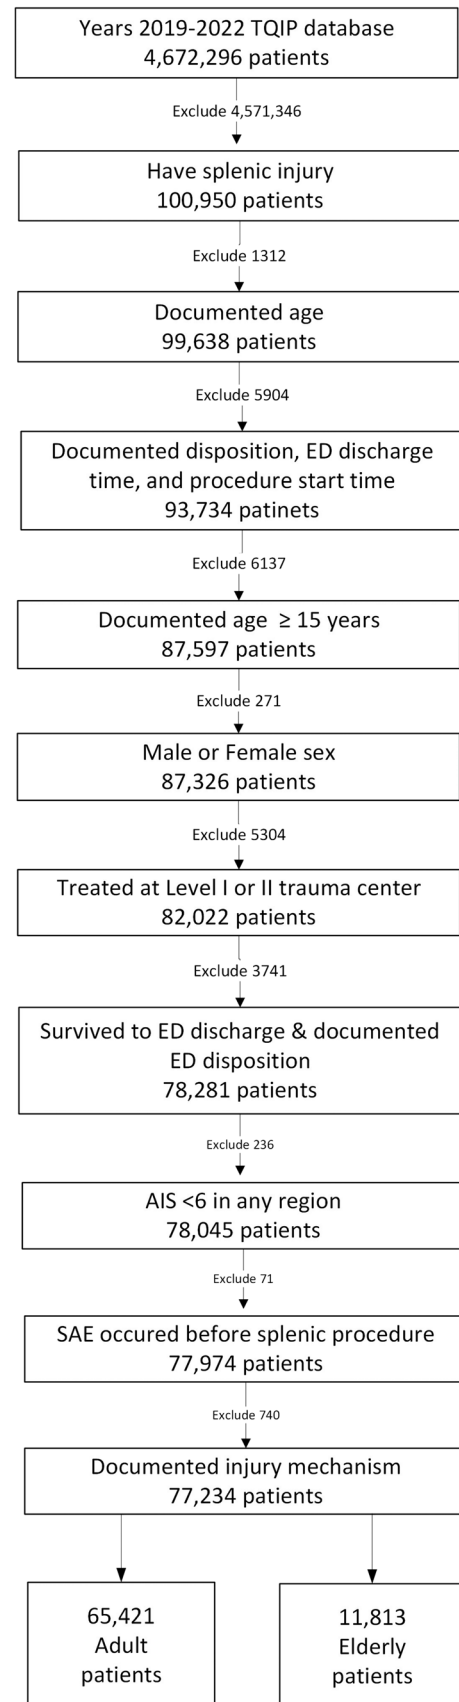 Years 2019-2022 TQIP database
4,672,296 patients
Exclude 4,571,346
Have splenic injury
100,950 patients
Exclude 1312
Documented age
99,638 patients
Exclude 5904
Documented disposition, ED discharge
time, and procedure start time
93,734 patinets
Exclude 6137
Documented age ≥ 15 years
87,597 patients
Exclude 271
Male or Female sex
87,326 patients
Exclude 5304
Treated at Level I or II trauma center
82,022 patients
Exclude 3741
Survived to ED discharge & documented
ED disposition
78,281 patients
Exclude 236
AIS <6 in any region
78,045 patients
Exclude 71
SAE occured before splenic procedure
77,974 patients
Exclude 740
Documented injury mechanism
77,234 patients
65,421
Adult
patients
11,813
Elderly
patients